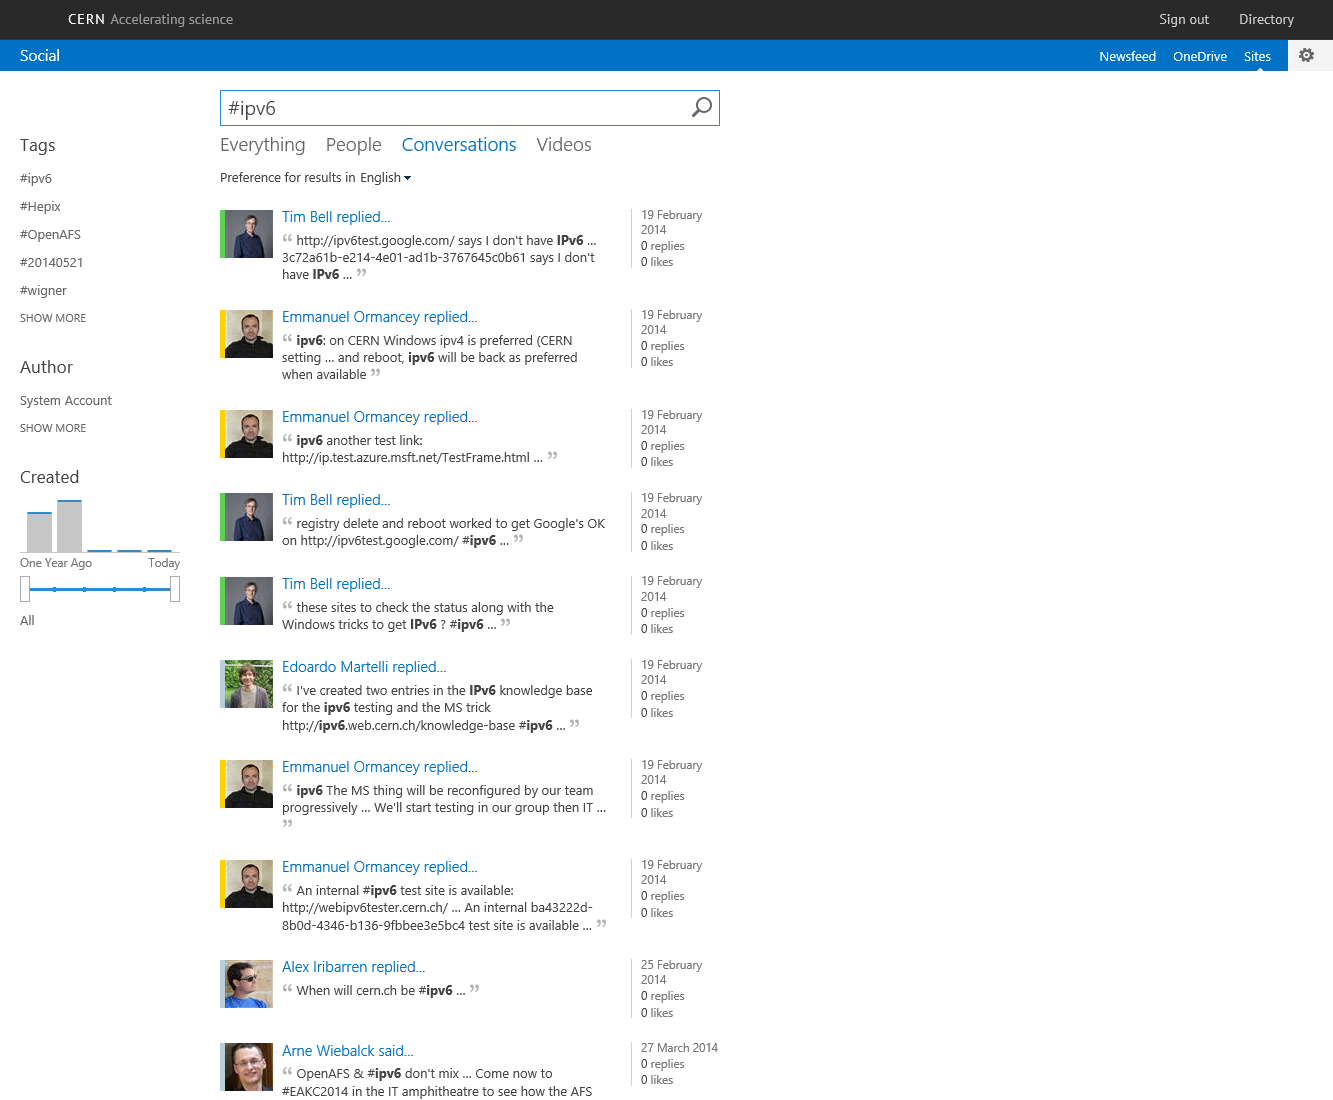 CERN Accelerating science
Sign out
Directory
Social
Newsfeed
OneDrive
Sites
#ipv6
Everything
People
Conversations
Videos
Preference for results in English
Tags
#ipv6
#Hepix
#OpenAFS
#20140521
#wigner
SHOW MORE
Author
System Account
SHOW MORE
Created
One Year Ago
Today
All
Tim Bell replied...
“ http://ipv6test.google.com/ says I don't have IPv6 ...
3c72a61b-e214-4e01-ad1b-3767645c0b61 says I don't
have IPv6 ... ”
19 February
2014
0 replies
0 likes
Emmanuel Ormancey replied...
“ ipv6: on CERN Windows ipv4 is preferred (CERN
setting ... and reboot, ipv6 will be back as preferred
when available ”
19 February
2014
0 replies
0 likes
Emmanuel Ormancey replied...
“ ipv6 another test link:
http://ip.test.azure.msft.net/TestFrame.html ... ”
19 February
2014
0 replies
0 likes
Tim Bell replied...
“ registry delete and reboot worked to get Google's OK
on http://ipv6test.google.com/ #ipv6 ... ”
19 February
2014
0 replies
0 likes
Tim Bell replied...
“ these sites to check the status along with the
Windows tricks to get IPv6 ? #ipv6 ... ”
19 February
2014
0 replies
0 likes
Edoardo Martelli replied...
“ I've created two entries in the IPv6 knowledge base
for the ipv6 testing and the MS trick
http://ipv6.web.cern.ch/knowledge-base #ipv6 ... ”
19 February
2014
0 replies
0 likes
Emmanuel Ormancey replied...
“ ipv6 The MS thing will be reconfigured by our team
progressively ... We'll start testing in our group then IT ...
”
19 February
2014
0 replies
0 likes
Emmanuel Ormancey replied...
“ An internal #ipv6 test site is available:
http://webipv6tester.cern.ch/ ... An internal ba43222d-
8b0d-4346-b136-9fbbee3e5bc4 test site is available ... ”
19 February
2014
0 replies
0 likes
Alex Iribarren replied...
“ When will cern.ch be #ipv6 ... ”
25 February
2014
0 replies
0 likes
Arne Wiebalck said...
“ OpenAFS & #ipv6 don't mix ... Come now to
#EAKC2014 in the IT amphitheatre to see how the AFS
27 March 2014
0 replies
0 likes